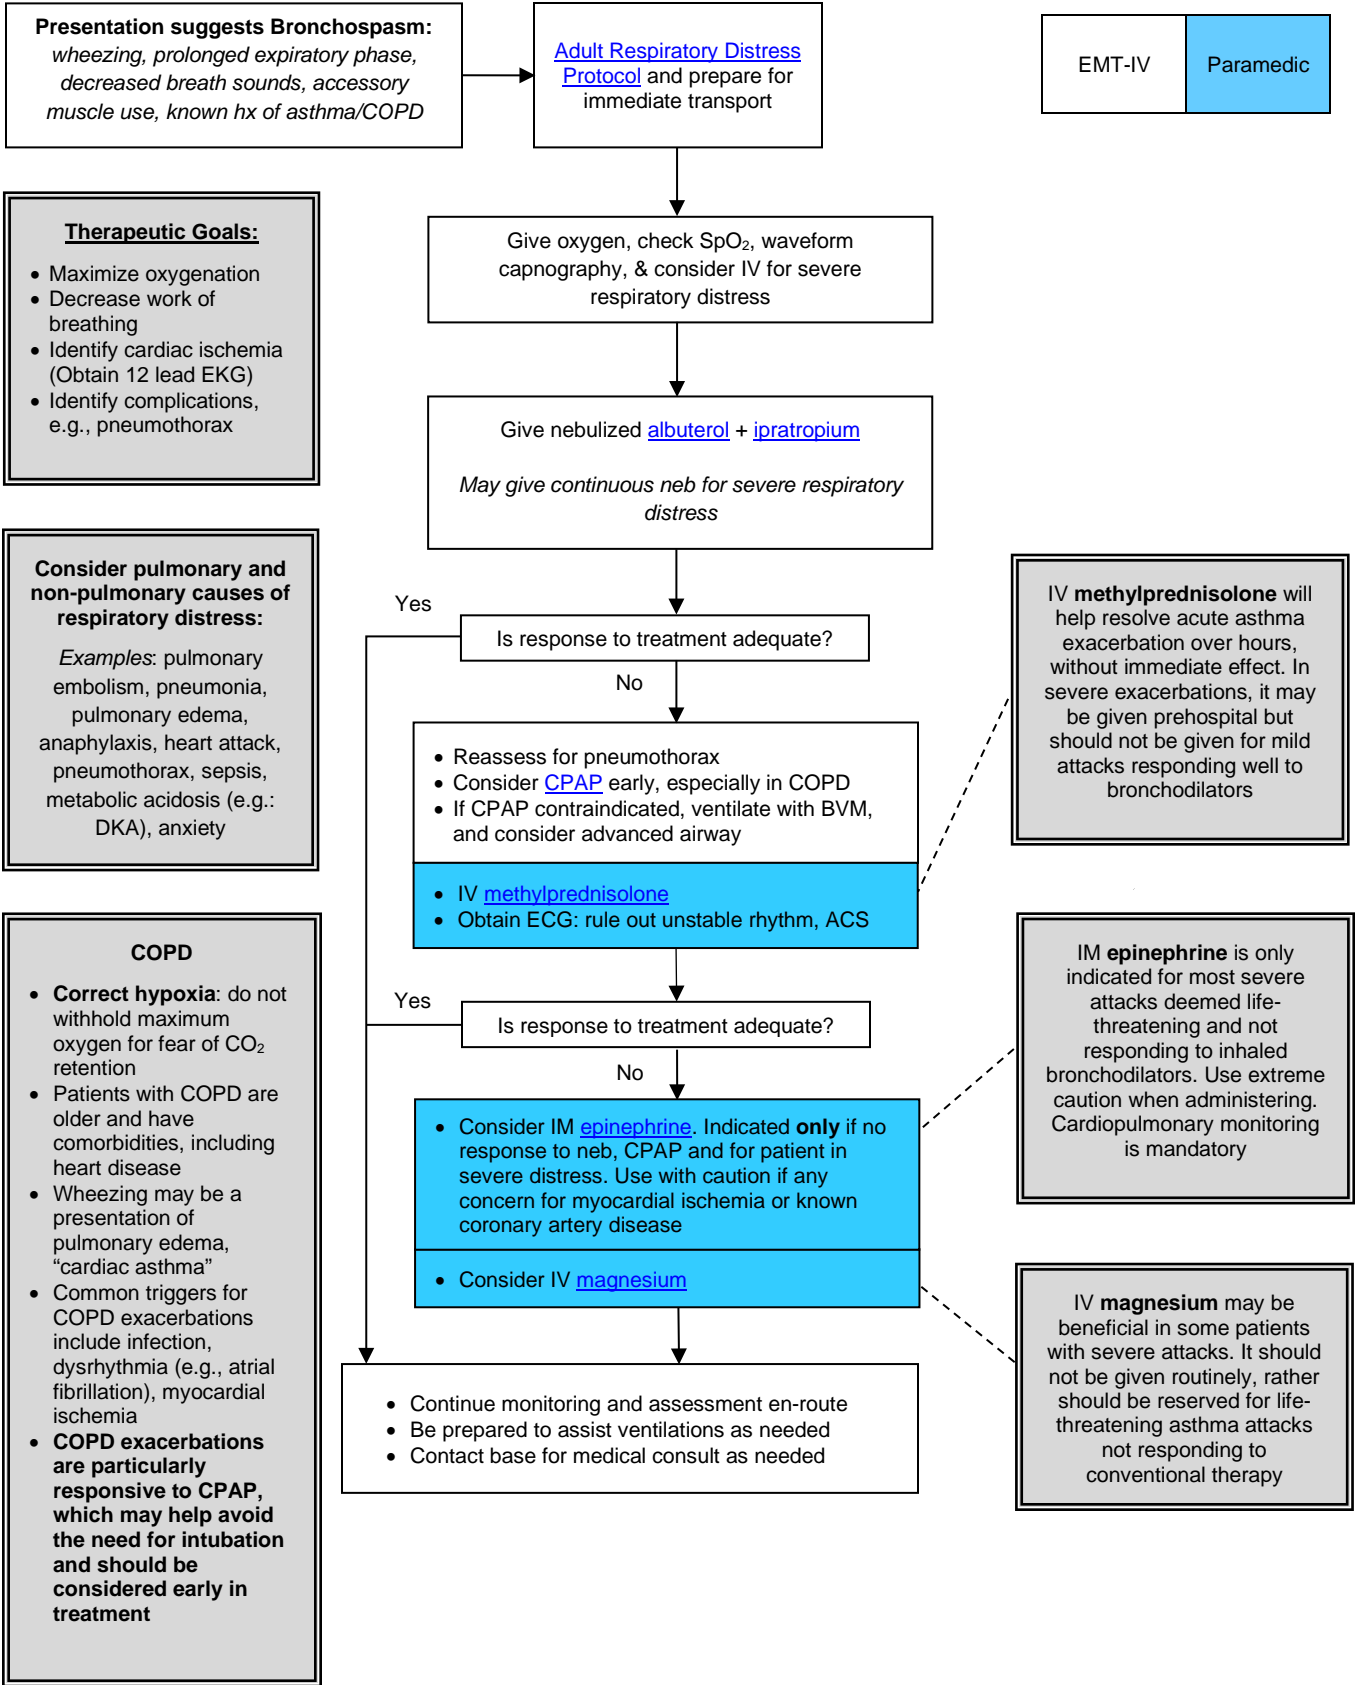 Presentation suggests Bronchospasm:
wheezing, prolonged expiratory phase,
decreased breath sounds, accessory
muscle use, known hx of asthma/COPD
Adult Respiratory Distress
Protocol and prepare for
immediate transport
EMT-IV
Paramedic
Therapeutic Goals:
• Maximize oxygenation
• Decrease work of
breathing
• Identify cardiac ischemia
(Obtain 12 lead EKG)
• Identify complications,
e.g., pneumothorax
Give oxygen, check SpO₂, waveform
capnography, & consider IV for severe
respiratory distress
Give nebulized albuterol + ipratropium
May give continuous neb for severe respiratory
distress
Consider pulmonary and
non-pulmonary causes of
respiratory distress:
Examples: pulmonary
embolism, pneumonia,
pulmonary edema,
anaphylaxis, heart attack,
pneumothorax, sepsis,
metabolic acidosis (e.g.:
DKA), anxiety
Yes
Is response to treatment adequate?
No
• Reassess for pneumothorax
• Consider CPAP early, especially in COPD
• If CPAP contraindicated, ventilate with BVM,
and consider advanced airway
• IV methylprednisolone
• Obtain ECG: rule out unstable rhythm, ACS
IV methylprednisolone will
help resolve acute asthma
exacerbation over hours,
without immediate effect. In
severe exacerbations, it may
be given prehospital but
should not be given for mild
attacks responding well to
bronchodilators
COPD
• Correct hypoxia: do not
withhold maximum
oxygen for fear of CO₂
retention
• Patients with COPD are
older and have
comorbidities, including
heart disease
• Wheezing may be a
presentation of
pulmonary edema,
“cardiac asthma”
• Common triggers for
COPD exacerbations
include infection,
dysrhythmia (e.g., atrial
fibrillation), myocardial
ischemia
• COPD exacerbations
are particularly
responsive to CPAP,
which may help avoid
the need for intubation
and should be
considered early in
treatment
Yes
Is response to treatment adequate?
No
• Consider IM epinephrine. Indicated only if no
response to neb, CPAP and for patient in
severe distress. Use with caution if any
concern for myocardial ischemia or known
coronary artery disease
• Consider IV magnesium
IM epinephrine is only
indicated for most severe
attacks deemed life-
threatening and not
responding to inhaled
bronchodilators. Use extreme
caution when administering.
Cardiopulmonary monitoring
is mandatory
IV magnesium may be
beneficial in some patients
with severe attacks. It should
not be given routinely, rather
should be reserved for life-
threatening asthma attacks
not responding to
conventional therapy
• Continue monitoring and assessment en-route
• Be prepared to assist ventilations as needed
• Contact base for medical consult as needed